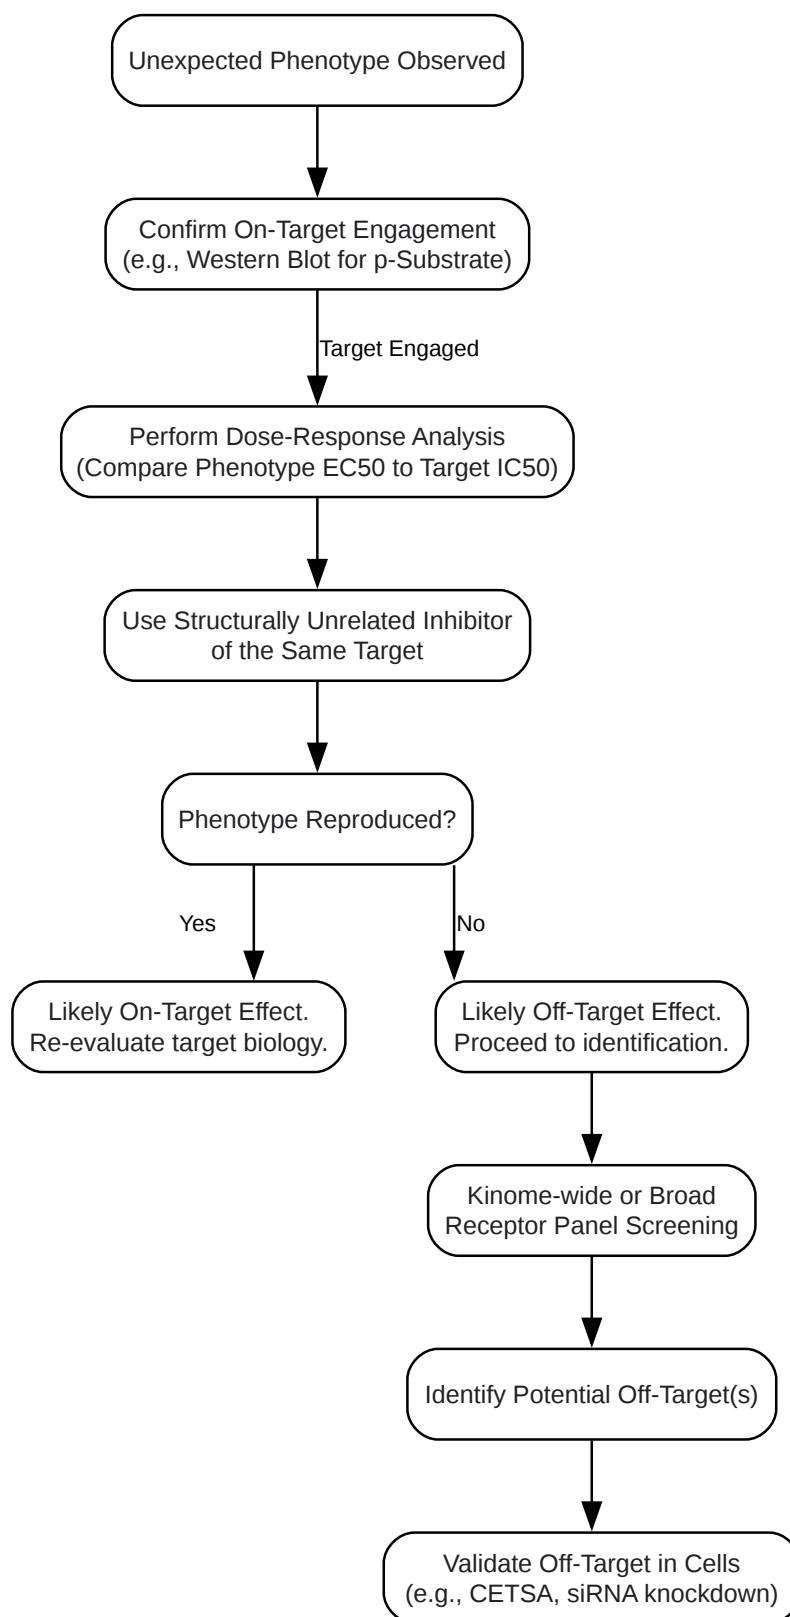 Unexpected Phenotype Observed
Confirm On-Target Engagement
(e.g., Western Blot for p-Substrate)
Target Engaged
Perform Dose-Response Analysis
(Compare Phenotype EC50 to Target IC50)
Use Structurally Unrelated Inhibitor
of the Same Target
Phenotype Reproduced?
Yes
No
Likely On-Target Effect.
Re-evaluate target biology.
Likely Off-Target Effect.
Proceed to identification.
Kinome-wide or Broad
Receptor Panel Screening
Identify Potential Off-Target(s)
Validate Off-Target in Cells
(e.g., CETSA, siRNA knockdown)